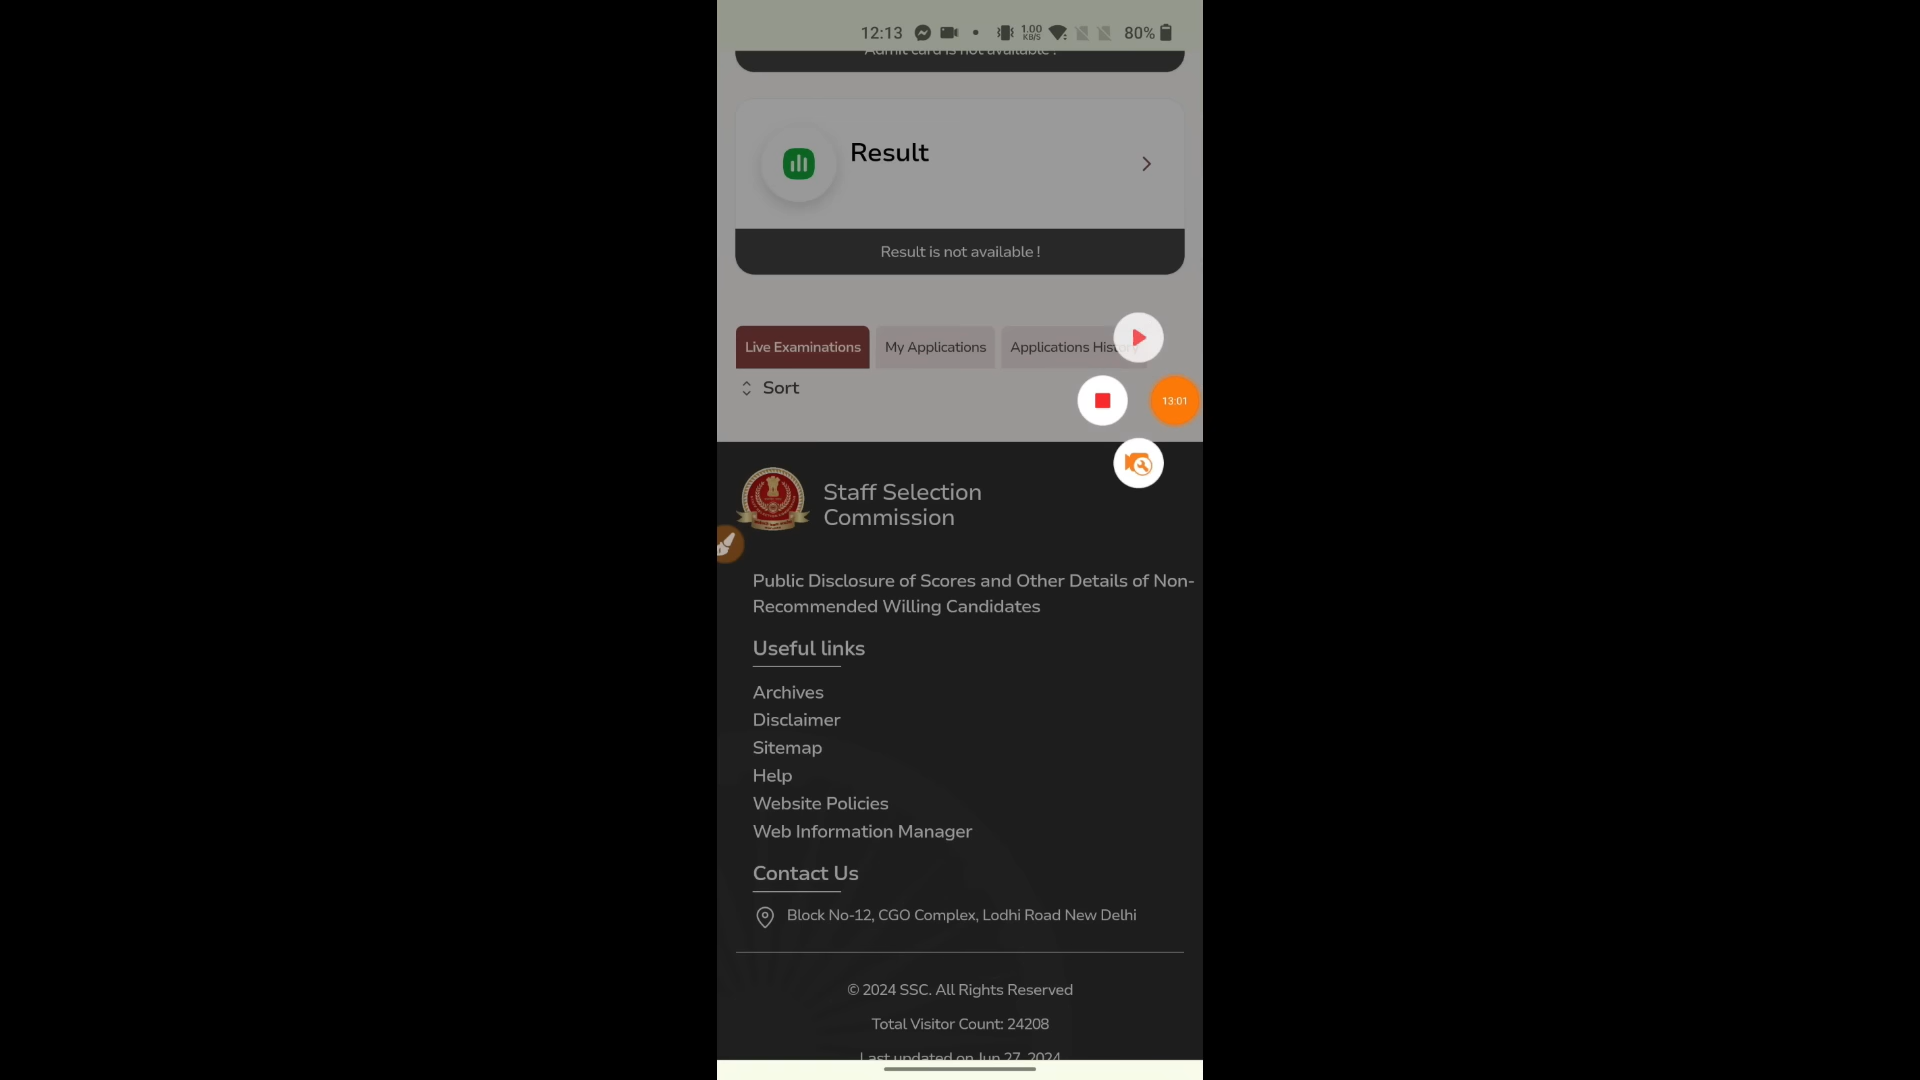 12:13 1.00 KB/S 80%
Admit card is not available !
Result
Result is not available !
Live Examinations My Applications Applications History
Sort
13:01
Staff Selection
Commission
Public Disclosure of Scores and Other Details of Non-
Recommended Willing Candidates
Useful links
Archives
Disclaimer
Sitemap
Help
Website Policies
Web Information Manager
Contact Us
Block No-12, CGO Complex, Lodhi Road New Delhi
© 2024 SSC. All Rights Reserved
Total Visitor Count: 24208
Last updated on Jun 27, 2024